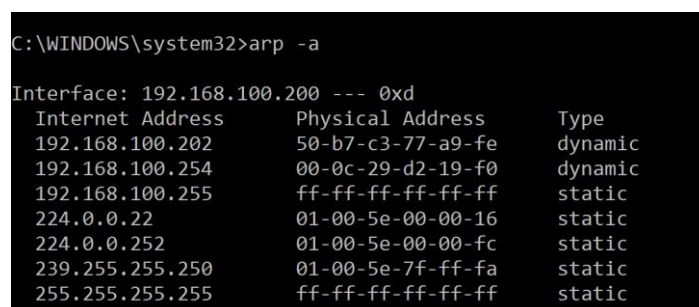 C:\WINDOWS\system32>arp -a
Interface: 192.168.100.200 --- 0xd
Internet Address Physical Address Type
192.168.100.202 50-b7-c3-77-a9-fe dynamic
192.168.100.254 00-0c-29-d2-19-f0 dynamic
192.168.100.255 ff-ff-ff-ff-ff-ff static
224.0.0.22 01-00-5e-00-00-16 static
224.0.0.252 01-00-5e-00-00-fc static
239.255.255.250 01-00-5e-7f-ff-fa static
255.255.255.255 ff-ff-ff-ff-ff-ff static